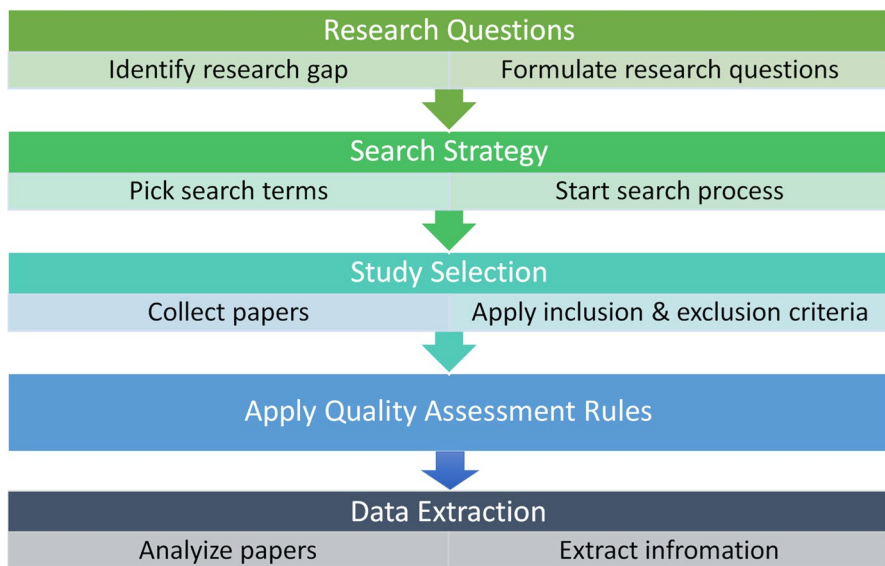 Research Questions
Identify research gap
Formulate research questions
Search Strategy
Pick search terms
Start search process
Study Selection
Collect papers
Apply inclusion & exclusion criteria
Apply Quality Assessment Rules
Data Extraction
Analyize papers
Extract infromation